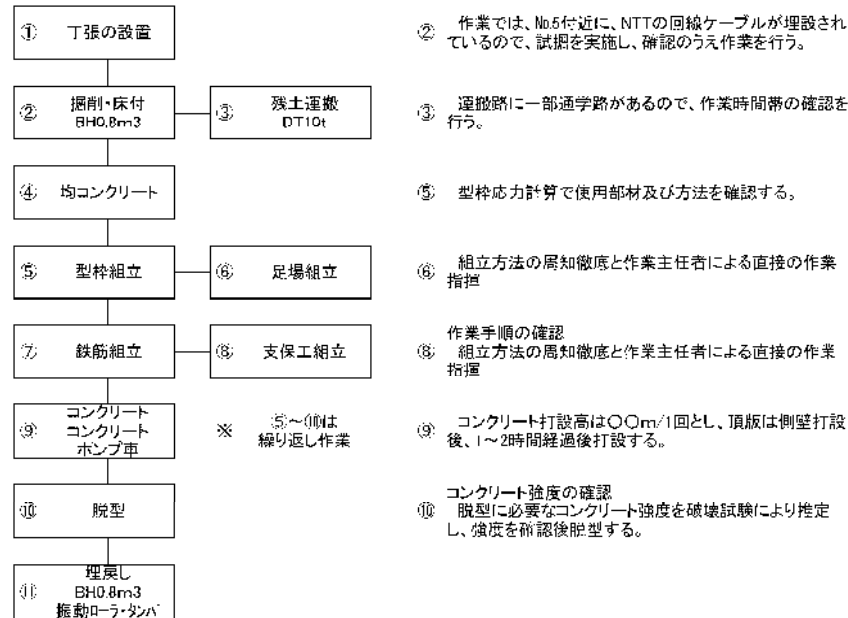 ① 丁張の設置
② 作業では、№5付近に、NTTの回線ケーブルが埋設され
ているので、試掘を実施し、確認のうえ作業を行う。
② 掘削・床付
BH0.8m3
③ 残土運搬
DT10t
③ 運搬路に一部通学路があるので、作業時間帯の確認を
行う。
④ 均コンクリート
⑤ 型枠応力計算で使用部材及び方法を確認する。
⑤ 型枠組立
⑥ 足場組立
⑥ 組立方法の周知徹底と作業主任者による直接の作業
指揮
⑦ 鉄筋組立
⑧ 支保工組立
作業手順の確認
⑧ 組立方法の周知徹底と作業主任者による直接の作業
指揮
⑨ コンクリート
コンクリート
ポンプ車
※ ⑤~⑩は
繰り返し作業
⑨ コンクリート打設高は〇〇m/1回とし、頂版は側壁打設
後、1~2時間経過後打設する。
⑩ 脱型
コンクリート強度の確認
⑩ 脱型に必要なコンクリート強度を破壊試験により推定
し、強度を確認後脱型する。
⑪ 埋戻し
BH0.8m3
振動ローラ・タンパ